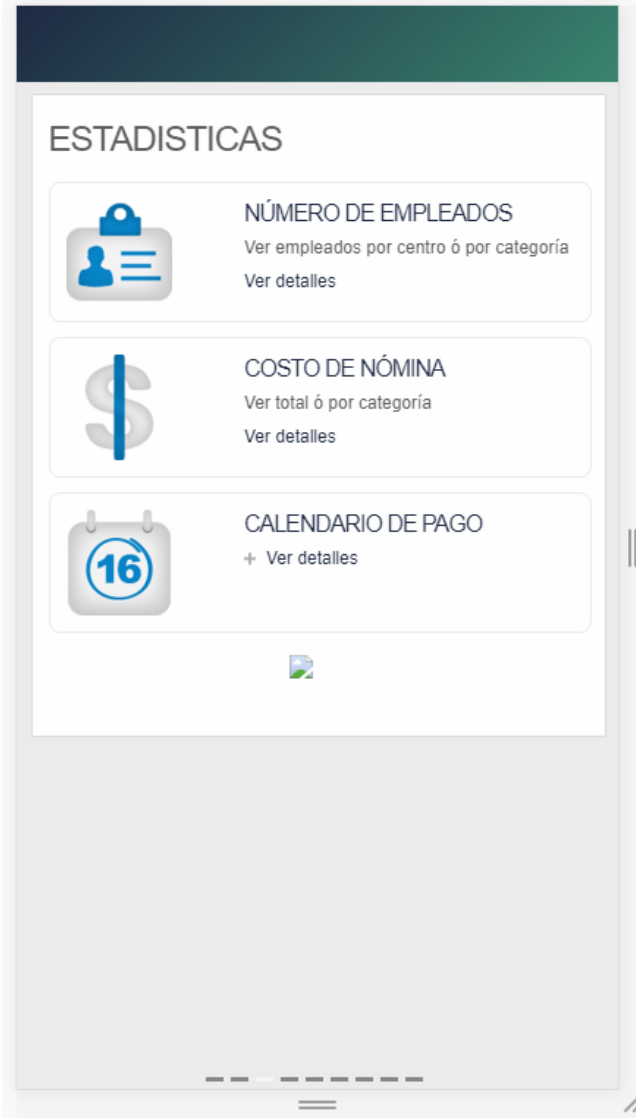 ESTADISTICAS
NÚMERO DE EMPLEADOS
Ver empleados por centro ó por categoría
Ver detalles
COSTO DE NÓMINA
Ver total ó por categoría
Ver detalles
16
CALENDARIO DE PAGO
+ Ver detalles